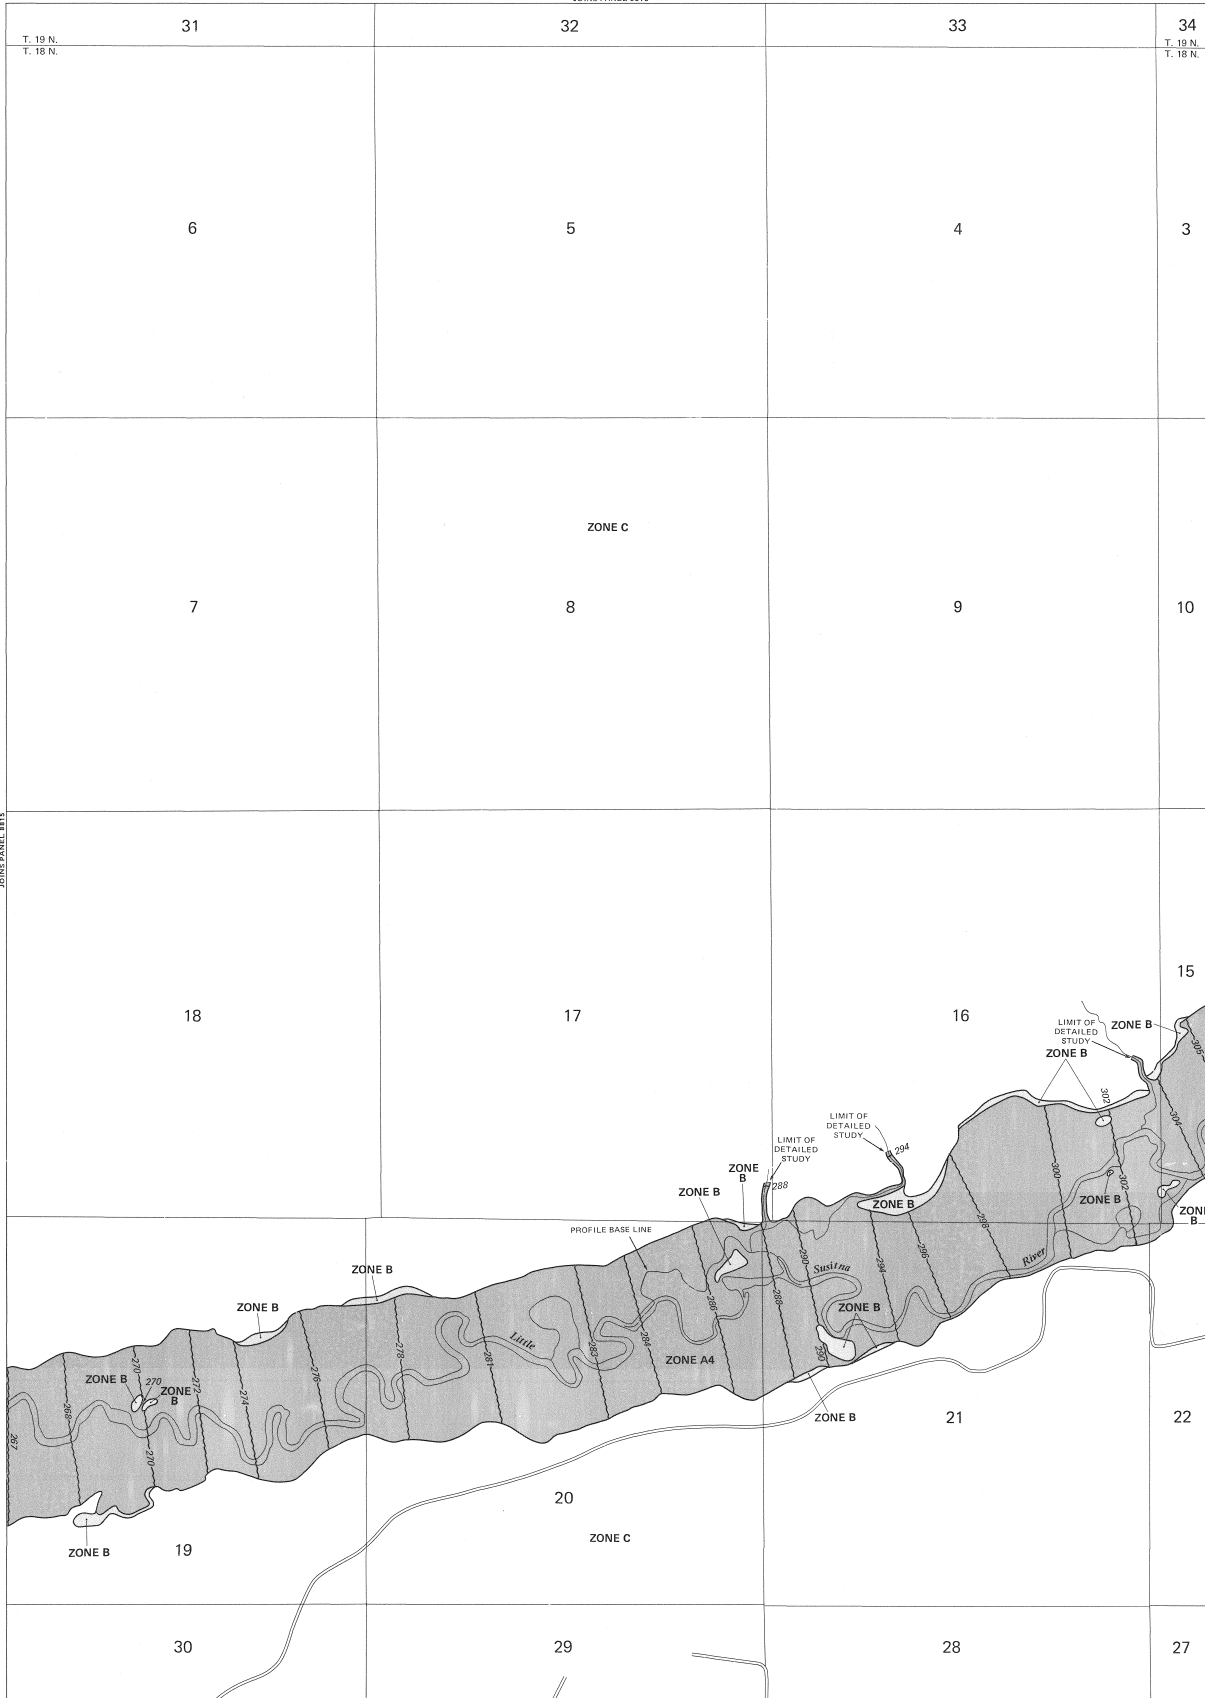 31
32
33
34
T. 19 N.
T. 18 N.
T. 19 N.
T. 18 N.
6
5
4
3
ZONE C
7
8
9
10
JOINS PANEL 8815
18
17
16
15
LIMIT OF
DETAILED
STUDY
ZONE B
ZONE B
305
302
304
LIMIT OF
DETAILED
STUDY
294
LIMIT OF
DETAILED
STUDY
288
ZONE
B
ZONE B
ZONE B
300
302
ZONE B
ZONE
B
298
PROFILE BASE LINE
296
294
290
Susitna
River
288
286
ZONE B
ZONE B
ZONE B
284
283
Little
281
278
290
ZONE A4
276
274
272
270
270
ZONE B
ZONE
B
268
267
270
ZONE B
21
22
20
ZONE C
ZONE B
19
30
29
28
27